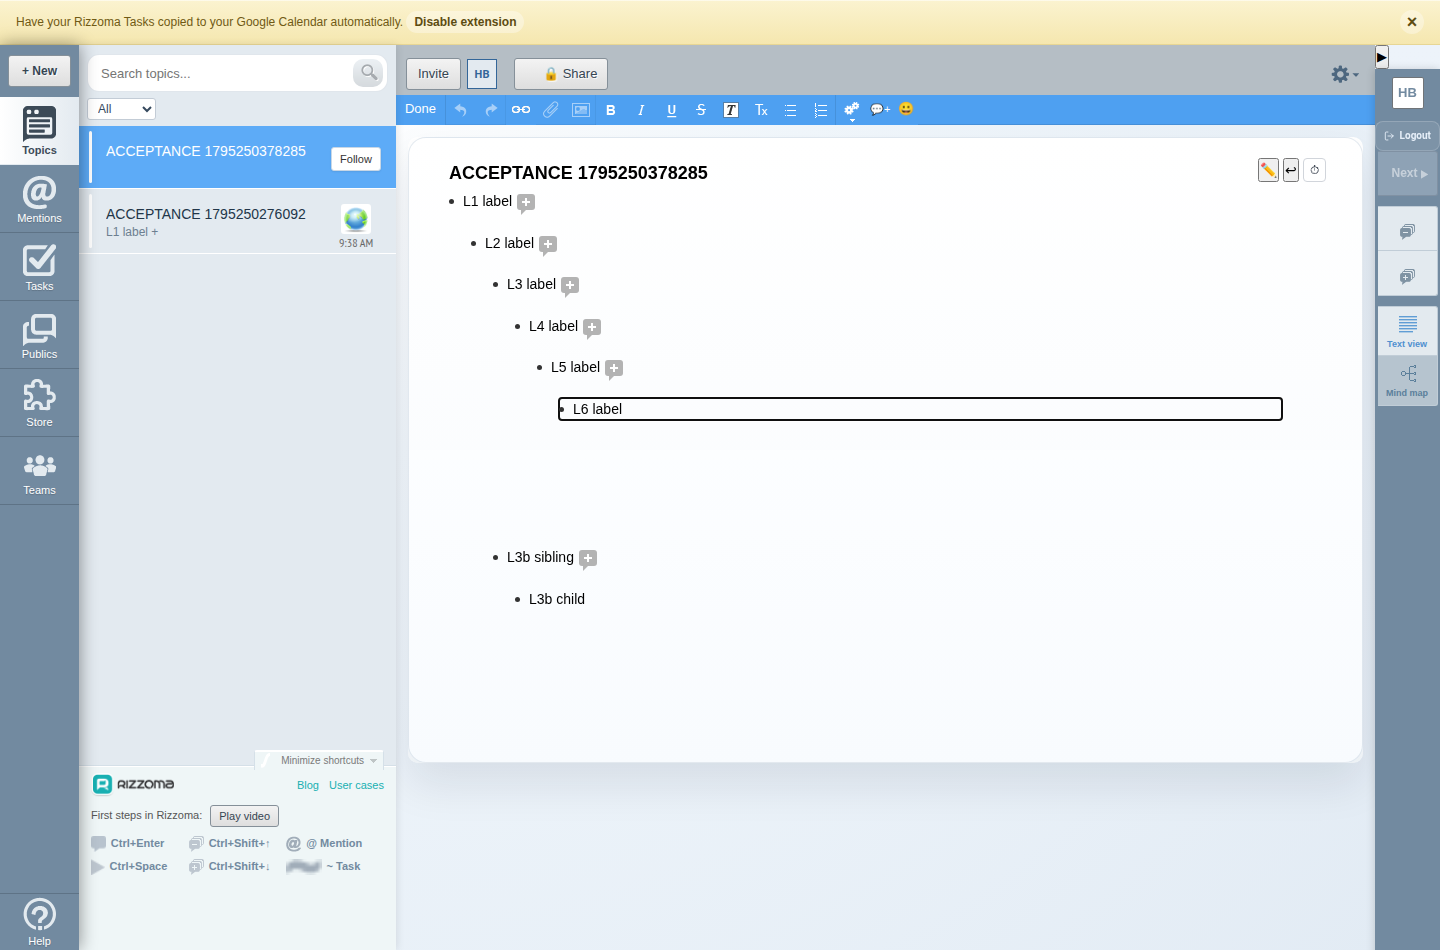 Have your Rizzoma Tasks copied to your Google Calendar automatically. Disable extension ×
+ New
Topics
Mentions
Tasks
Publics
Store
Teams
Help
Search topics...
All
ACCEPTANCE 1795250378285
Follow
ACCEPTANCE 1795250276092
L1 label +
9:38 AM
Minimize shortcuts
RIZZOMA
Blog User cases
First steps in Rizzoma: Play video
Ctrl+Enter Ctrl+Shift+↑ @ Mention
Ctrl+Space Ctrl+Shift+↓ ~ Task
Invite HB 🔒 Share
Done B I U S T Tx 💬+ 😀
ACCEPTANCE 1795250378285
✏️ ↩ ⏱
• L1 label
• L2 label
• L3 label
• L4 label
• L5 label
• L6 label
• L3b sibling
• L3b child
▶
HB
Logout
Next ▶
Text view
Mind map